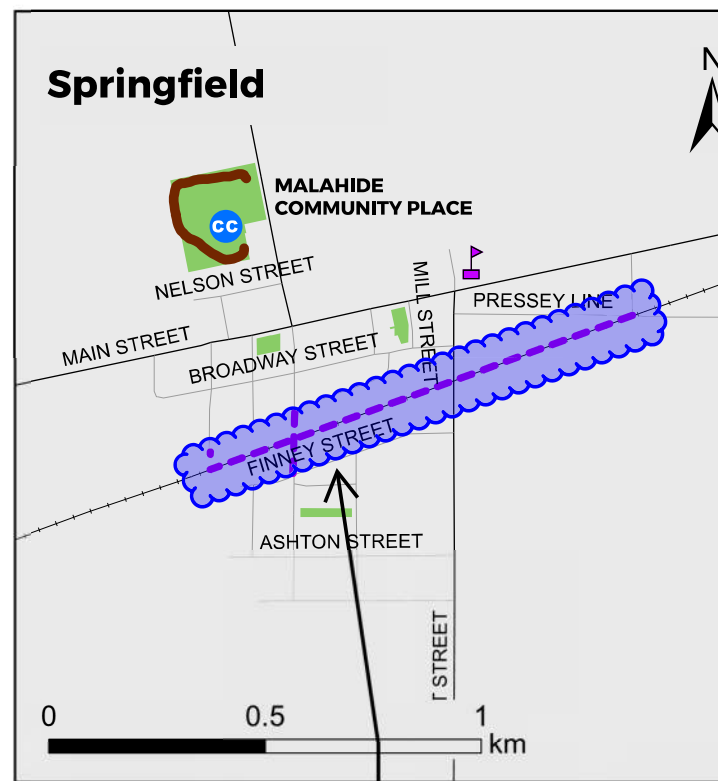 Springfield
N
MALAHIDE
COMMUNITY PLACE
CC
NELSON STREET
MAIN STREET
BROADWAY STREET
MILL STREET
PRESSEY LINE
FINNEY STREET
ASHTON STREET
T STREET
0 0.5 1
km